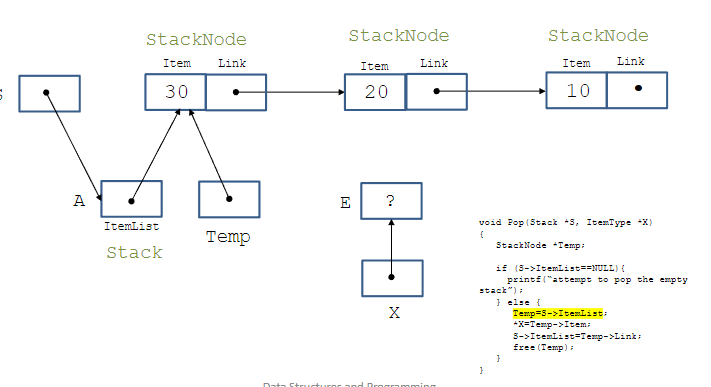 StackNode
StackNode
StackNode
Item Link
Item Link
Item Link
30
20
10
A
ItemList
Stack
Temp
E
?
X
void Pop(Stack *S, ItemType *X)
{
StackNode *Temp;
if (S->ItemList==NULL){
printf(“attempt to pop the empty
stack”);
} else {
Temp=S->ItemList;
*X=Temp->Item;
S->ItemList=Temp->Link;
free(Temp);
}
}
Data Structures and Programming